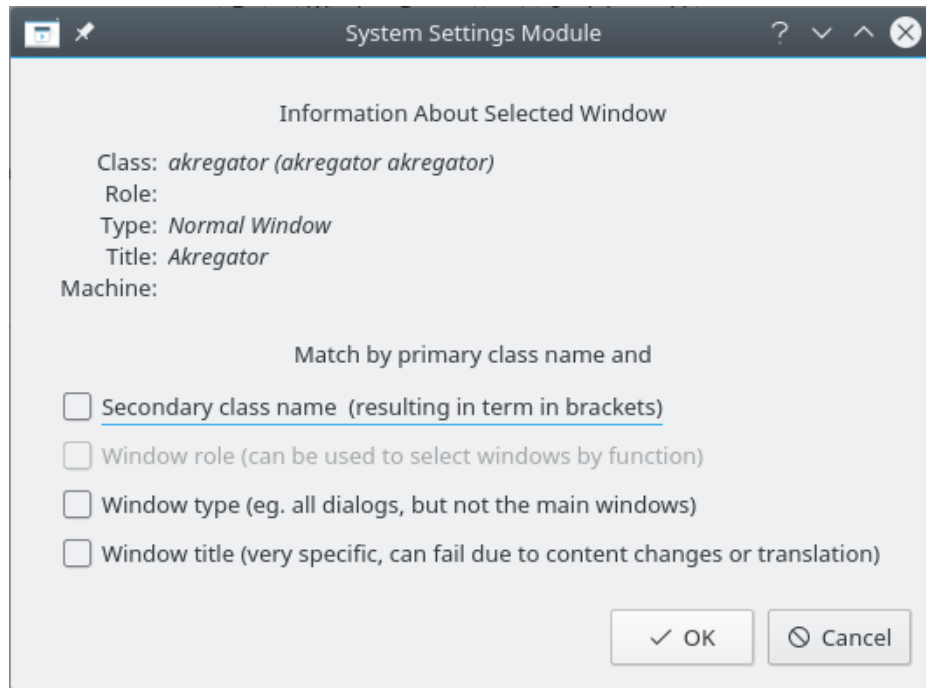 System Settings Module
Information About Selected Window
Class: akregator (akregator akregator)
Role:
Type: Normal Window
Title: Akregator
Machine:
Match by primary class name and
Secondary class name  (resulting in term in brackets)
Window role (can be used to select windows by function)
Window type (eg. all dialogs, but not the main windows)
Window title (very specific, can fail due to content changes or translation)
OK Cancel